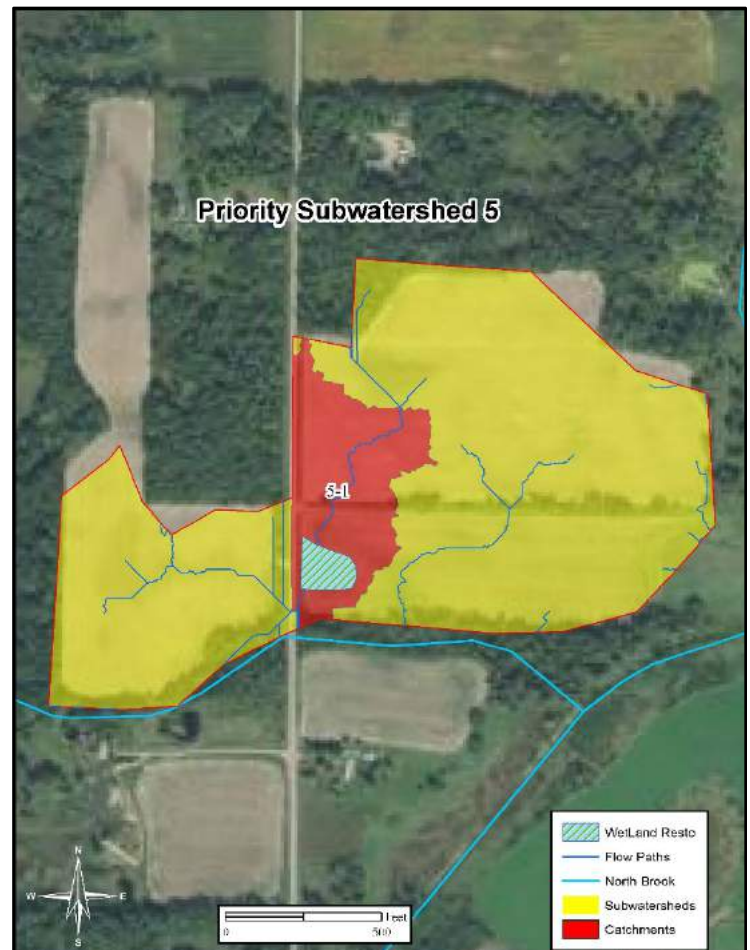 Priority Subwatershed 5
5-1
N
W E
S
0 500
Feet
WetLand Resto
Flow Paths
North Brook
Subwatersheds
Catchments